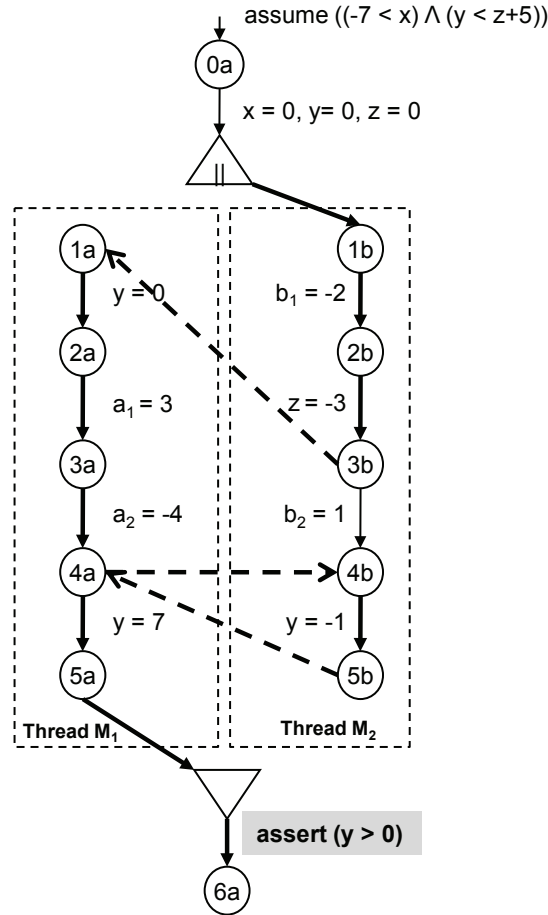 assume ((-7 < x) Λ (y < z+5))
0a
x = 0, y= 0, z = 0
||
1a
1b
y = 0
b₁ = -2
2a
2b
a₁ = 3
z = -3
3a
3b
a₂ = -4
b₂ = 1
4a
4b
y = 7
y = -1
5a
5b
Thread M₁
Thread M₂
assert (y > 0)
6a